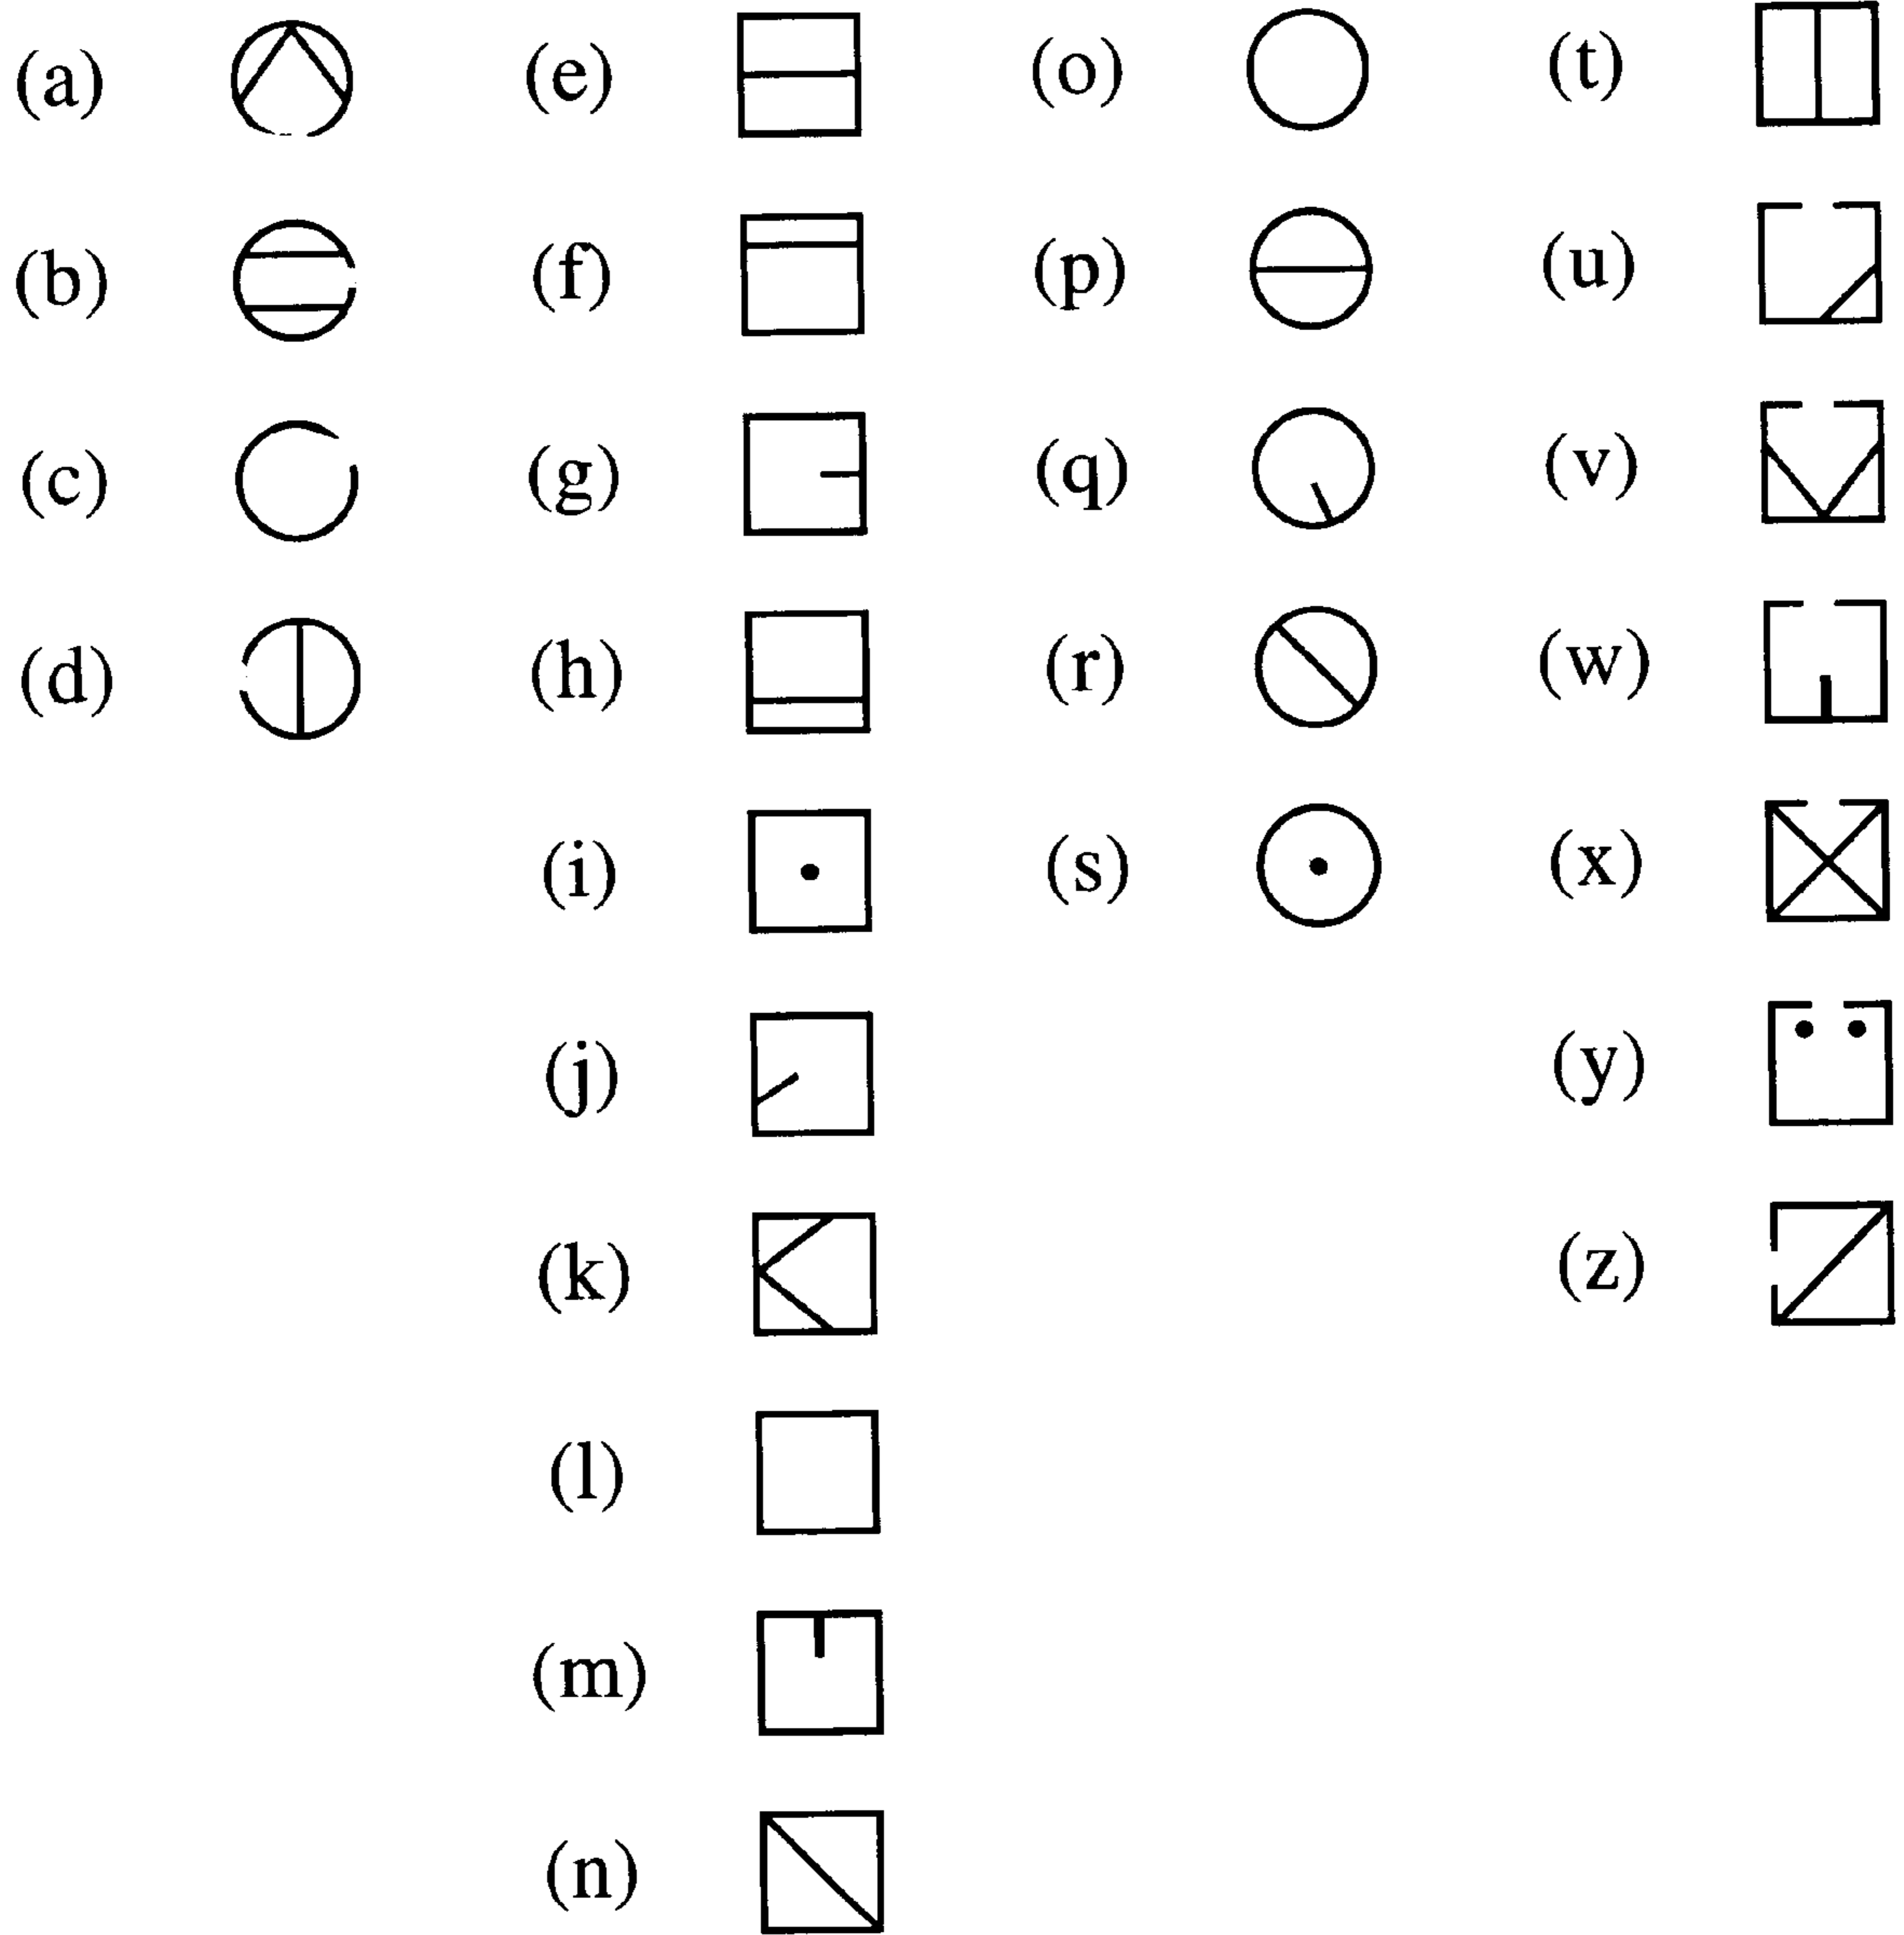 (a) (e) (o) (t)
(b) (f) (p) (u)
(c) (g) (q) (v)
(d) (h) (r) (w)
(i) (s) (x)
(j) (y)
(k) (z)
(l)
(m)
(n)